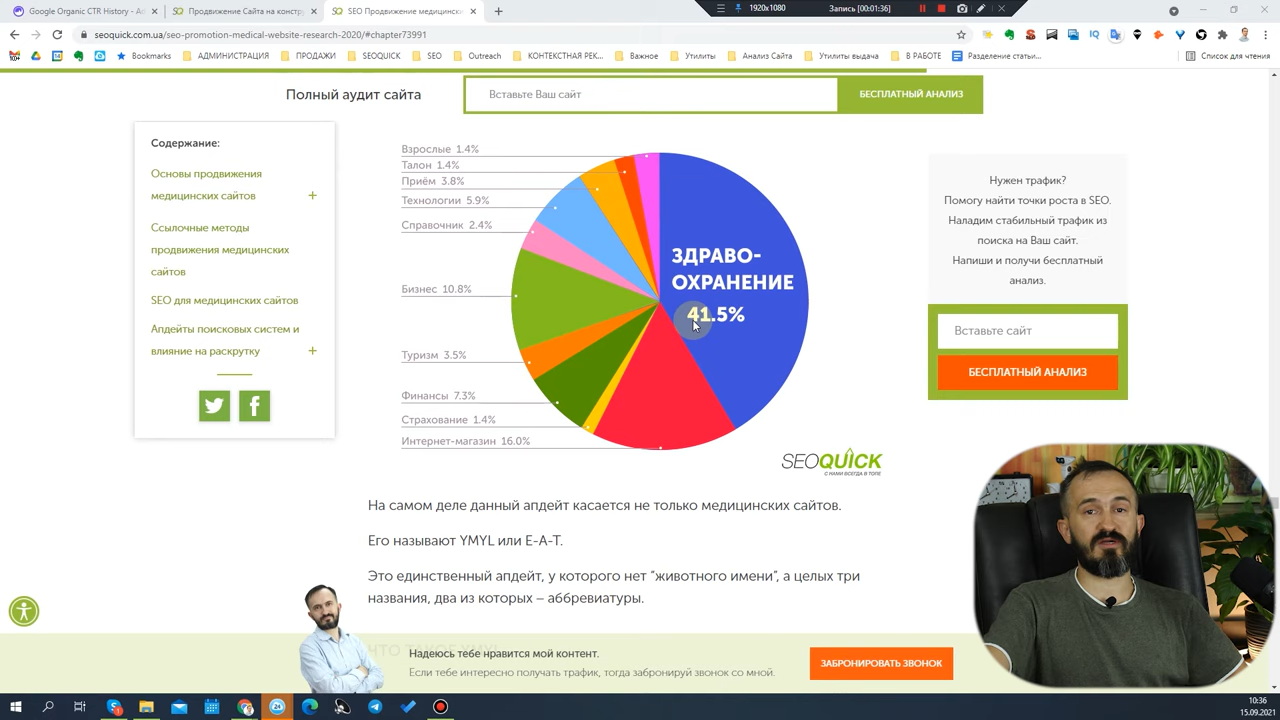 Google Organic CTR History - Ad
Продвижение Сайта на констру
SEO Продвижение медицински
1920x1080
Запись [00:01:36]
seoquick.com.ua/seo-promotion-medical-website-research-2020/#chapter73991
Bookmarks
АДМИНИСТРАЦИЯ
ПРОДАЖИ
SEOQUICK
SEO
Outreach
КОНТЕКСТНАЯ РЕК...
Важное
Утилиты
Анализ Сайта
Утилиты выдача
В РАБОТЕ
Разделение статьи...
Список для чтения
Полный аудит сайта
Вставьте Ваш сайт
БЕСПЛАТНЫЙ АНАЛИЗ
Содержание:
Основы продвижения
медицинских сайтов
Ссылочные методы
продвижения медицинских
сайтов
SEO для медицинских сайтов
Апдейты поисковых систем и
влияние на раскрутку
Взрослые 1.4%
Талон 1.4%
Приём 3.8%
Технологии 5.9%
Справочник 2.4%
Бизнес 10.8%
Туризм 3.5%
Финансы 7.3%
Страхование 1.4%
Интернет-магазин 16.0%
ЗДРАВО-
ОХРАНЕНИЕ
41.5%
SEOQUICK
С НАМИ ВСЕГДА В ТОПЕ
Нужен трафик?
Помогу найти точки роста в SEO.
Наладим стабильный трафик из
поиска на Ваш сайт.
Напиши и получи бесплатный
анализ.
Вставьте сайт
БЕСПЛАТНЫЙ АНАЛИЗ
На самом деле данный апдейт касается не только медицинских сайтов.
Его называют YMYL или E-A-T.
Это единственный апдейт, у которого нет “животного имени”, а целых три
названия, два из которых – аббревиатуры.
Надеюсь тебе нравится мой контент.
Если тебе интересно получать трафик, тогда забронируй звонок со мной.
ЗАБРОНИРОВАТЬ ЗВОНОК
10:36
15.09.2021